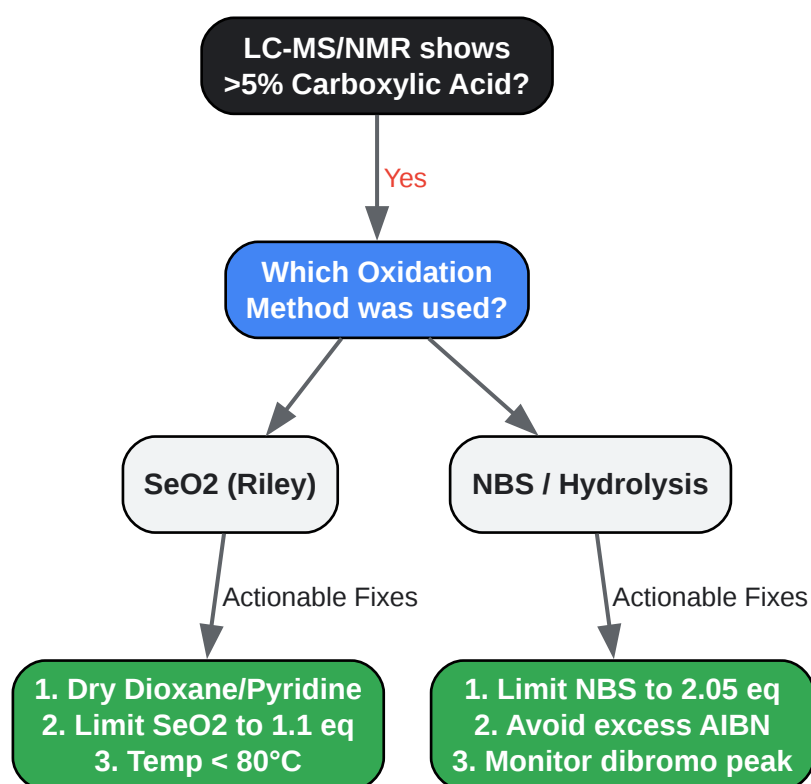 LC-MS/NMR shows
>5% Carboxylic Acid?
Yes
Which Oxidation
Method was used?
SeO2 (Riley)
NBS / Hydrolysis
Actionable Fixes
Actionable Fixes
1. Dry Dioxane/Pyridine
2. Limit SeO2 to 1.1 eq
3. Temp < 80°C
1. Limit NBS to 2.05 eq
2. Avoid excess AIBN
3. Monitor dibromo peak